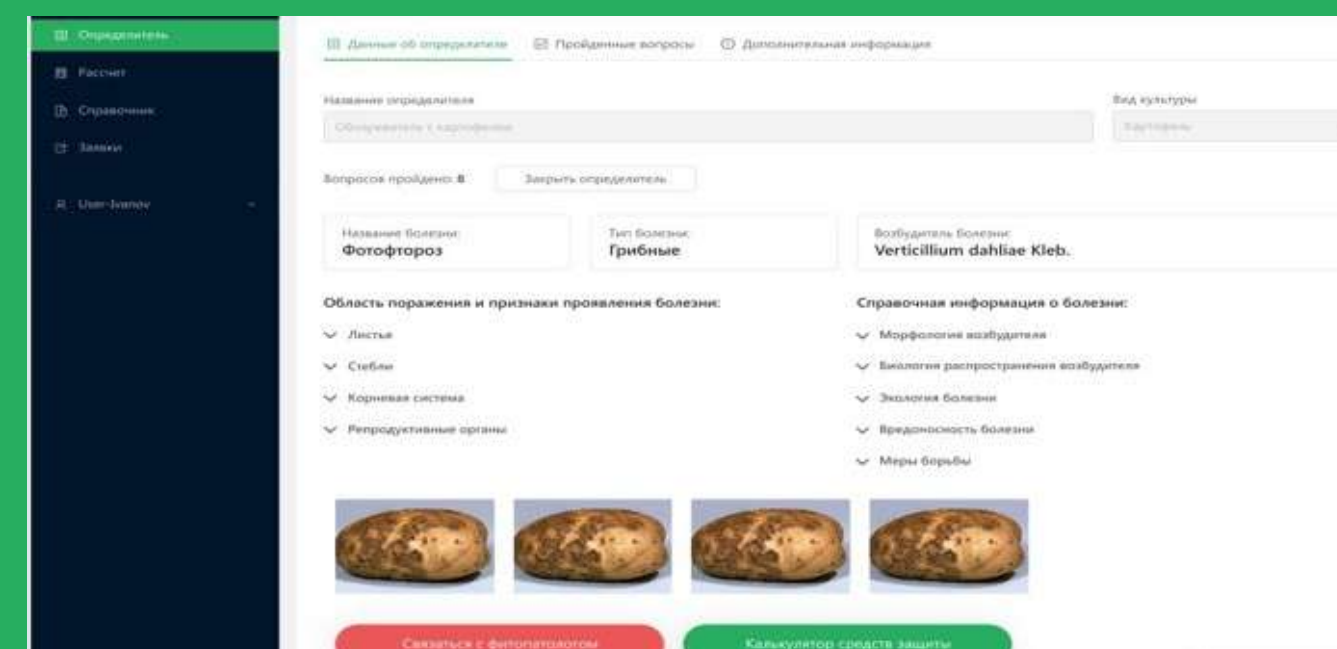 Определитель
Рассчет
Справочник
Заявки
User-Ivanov
Данные об определителе
Пройденные вопросы
Дополнительная информация
Название определителя
Вид культуры
Картофель
Вопросов пройдено: 8
Закрыть определитель
Название болезни:
Фотофтороз
Тип болезни:
Грибные
Возбудитель болезни:
Verticillium dahliae Kleb.
Область поражения и признаки проявления болезни:
Листья
Стебли
Корневая система
Репродуктивные органы
Справочная информация о болезни:
Морфология возбудителя
Биология распространения возбудителя
Экология болезни
Вредоносность болезни
Меры борьбы
Связаться с фитопатологом
Калькулятор средств защиты